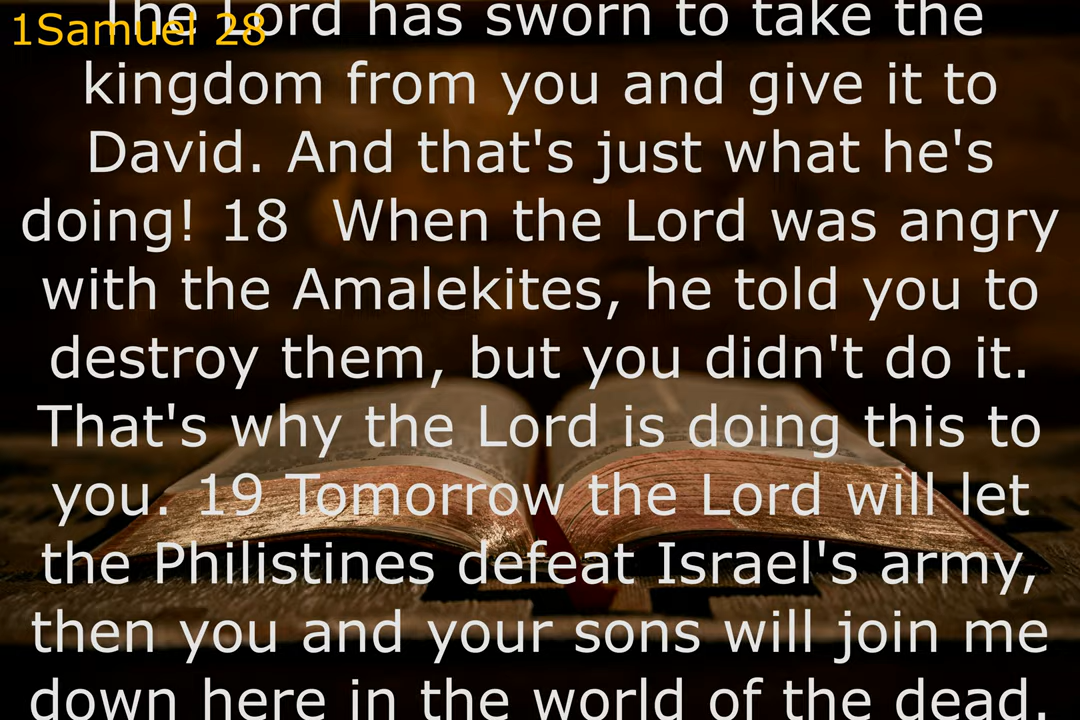 1Samuel 28
The Lord has sworn to take the
kingdom from you and give it to
David. And that's just what he's
doing! 18  When the Lord was angry
with the Amalekites, he told you to
destroy them, but you didn't do it.
That's why the Lord is doing this to
you. 19 Tomorrow the Lord will let
the Philistines defeat Israel's army,
then you and your sons will join me
down here in the world of the dead.